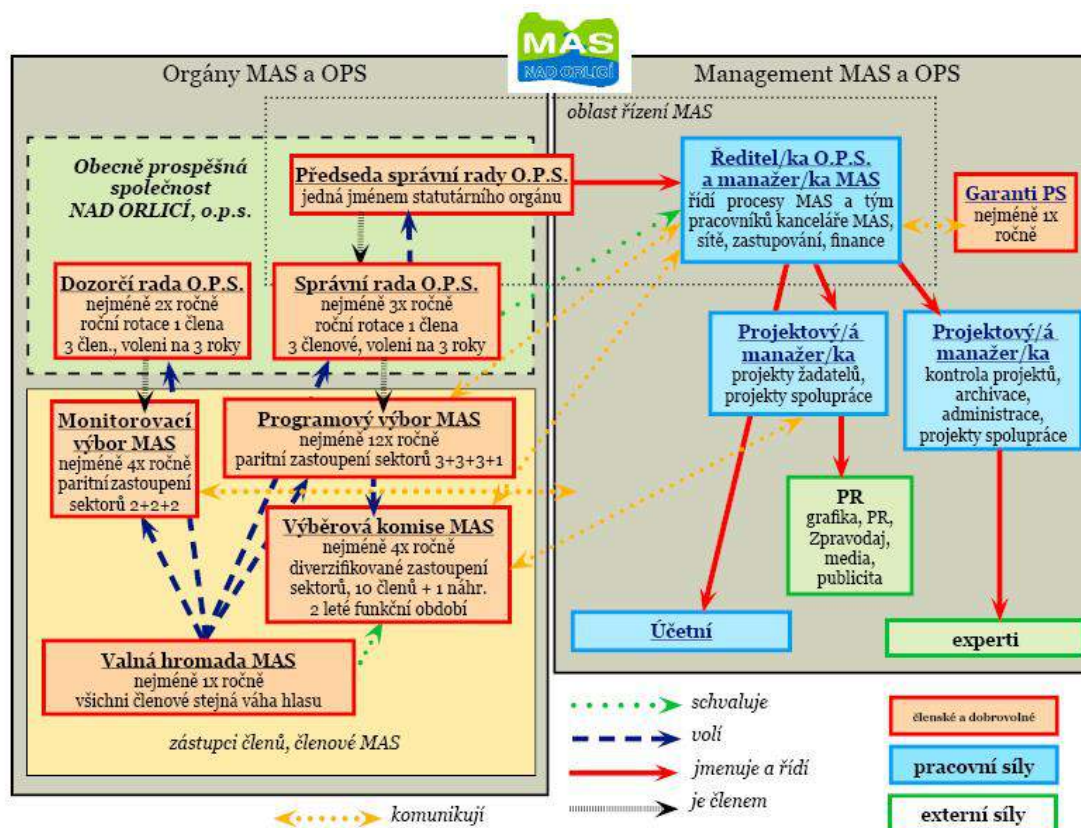 MAS
NAD ORLICÍ
Orgány MAS a OPS
Management MAS a OPS
oblast řízení MAS
Obecně prospěšná
společnost
NAD ORLICÍ, o.p.s.
Předseda správní rady O.P.S.
jedná jménem statutárního orgánu
Ředitel/ka O.P.S.
a manažer/ka MAS
řídí procesy MAS a tým
pracovníků kanceláře MAS,
sítě, zastupování, finance
Garanti PS
nejméně 1x
ročně
Dozorčí rada O.P.S.
nejméně 2x ročně
roční rotace 1 člena
3 člen., voleni na 3 roky
Správní rada O.P.S.
nejméně 3x ročně
roční rotace 1 člena
3 členové, voleni na 3 roky
Projektový/á
manažer/ka
projekty žadatelů,
projekty spolupráce
Projektový/á
manažer/ka
kontrola projektů,
archivace,
administrace,
projekty spolupráce
Monitorovací
výbor MAS
nejméně 4x ročně
paritní zastoupení
sektorů 2+2+2
Programový výbor MAS
nejméně 12x ročně
paritní zastoupení sektorů 3+3+3+1
Výběrová komise MAS
nejméně 4x ročně
diverzifikované zastoupení
sektorů, 10 členů + 1 náhr.
2 leté funkční období
PR
grafika, PR,
Zpravodaj,
media,
publicita
Účetní
experti
Valná hromada MAS
nejméně 1x ročně
všichni členové stejná váha hlasu
zástupci členů, členové MAS
schvaluje
volí
jmenuje a řídí
je členem
komunikují
členské a dobrovolné
pracovní síly
externí síly